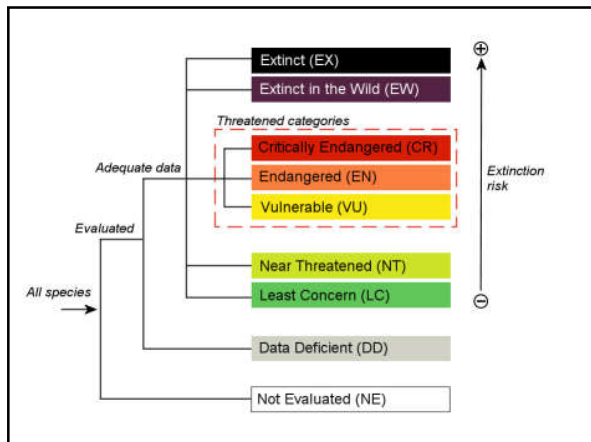 Extinct (EX)
Extinct in the Wild (EW)
Threatened categories
Critically Endangered (CR)
Adequate data
Endangered (EN)
Extinction
risk
Vulnerable (VU)
Evaluated
Near Threatened (NT)
All species
Least Concern (LC)
Data Deficient (DD)
Not Evaluated (NE)